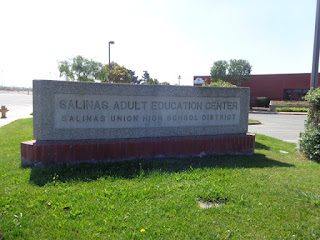 SALINAS ADULT EDUCATION CENTER
SALINAS UNION HIGH SCHOOL DISTRICT